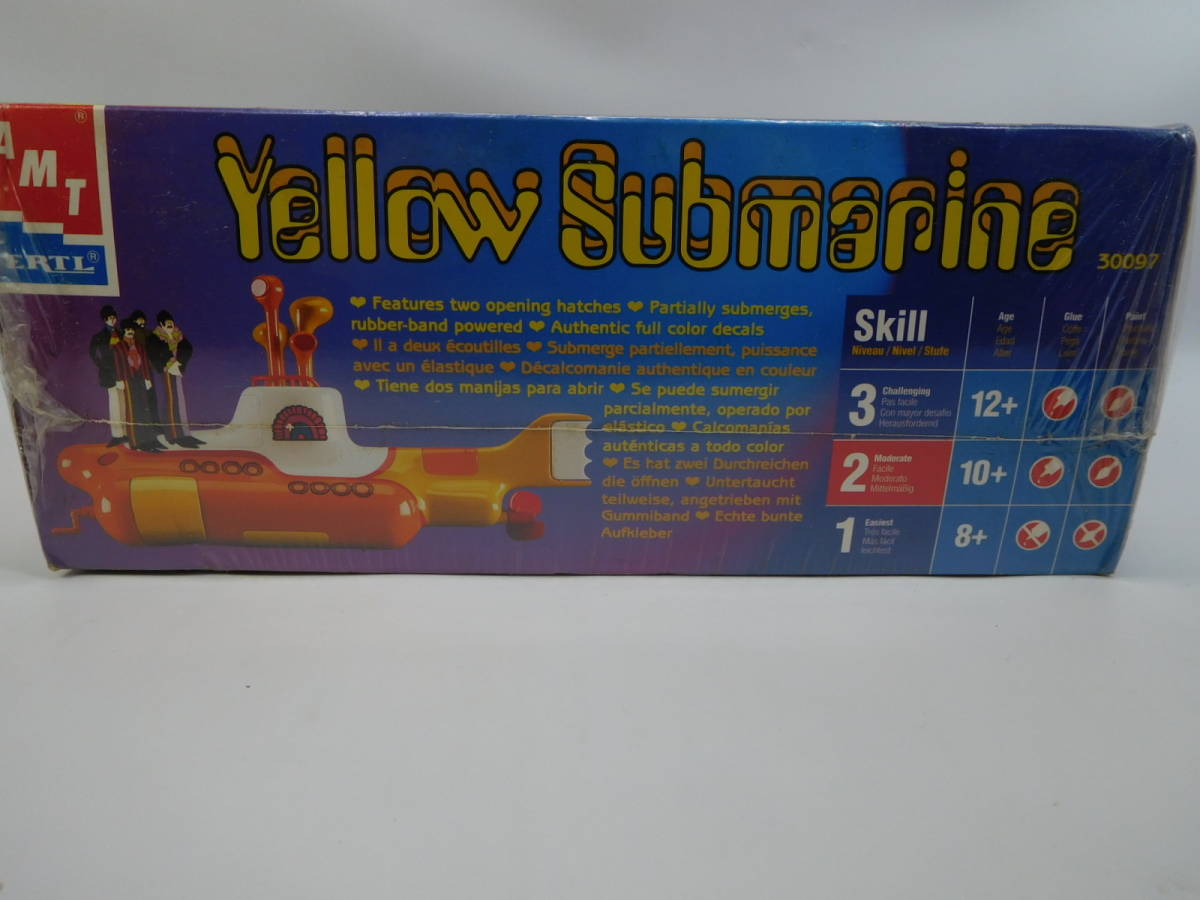 AMT ®
ERTL ®
Yellow Submarine
30097
❤ Features two opening hatches ❤ Partially submerges,
rubber-band powered ❤ Authentic full color decals
❤ Il a deux écoutilles ❤ Submerge partiellement, puissance
avec un élastique ❤ Décalcomanie authentique en couleur
❤ Tiene dos manijas para abrir ❤ Se puede sumergir
parcialmente, operado por
elástico ❤ Calcomanías
auténticas a todo color
❤ Es hat zwei Durchreichen
die öffnen ❤ Untertaucht
teilweise, angetrieben mit
Gummiband ❤ Echte bunte
Aufkleber
Skill
Niveau / Nivel / Stufe
Age
Âge
Edad
Alter
Glue
Paint
3
Challenging
Pas facile
Con mayor desafio
Herausfordernd
12+
2
Moderate
Facile
Moderato
Mittelmäßig
10+
1
Easiest
Très facile
Más fácil
leichtest
8+